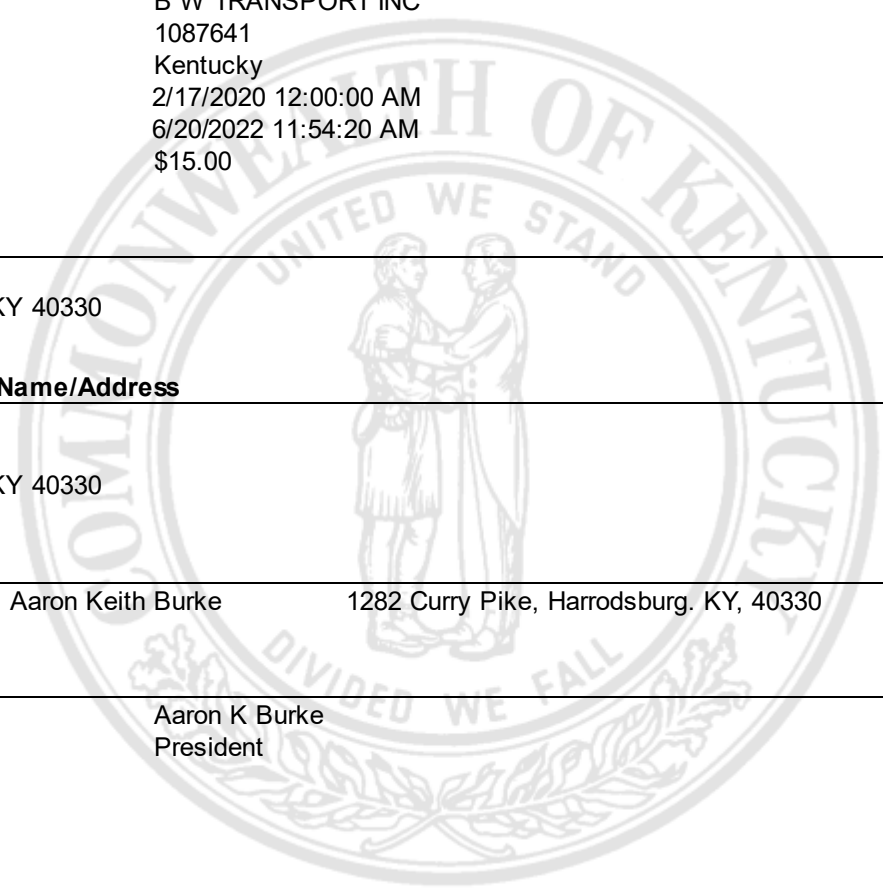 B W TRANSPORT INC
1087641
Kentucky
2/17/2020 12:00:00 AM
6/20/2022 11:54:20 AM
$15.00
COMMONWEALTH OF KENTUCKY
UNITED WE STAND
KY 40330
Name/Address
KY 40330
Aaron Keith Burke 1282 Curry Pike, Harrodsburg. KY, 40330
DIVIDED WE FALL
Aaron K Burke
President